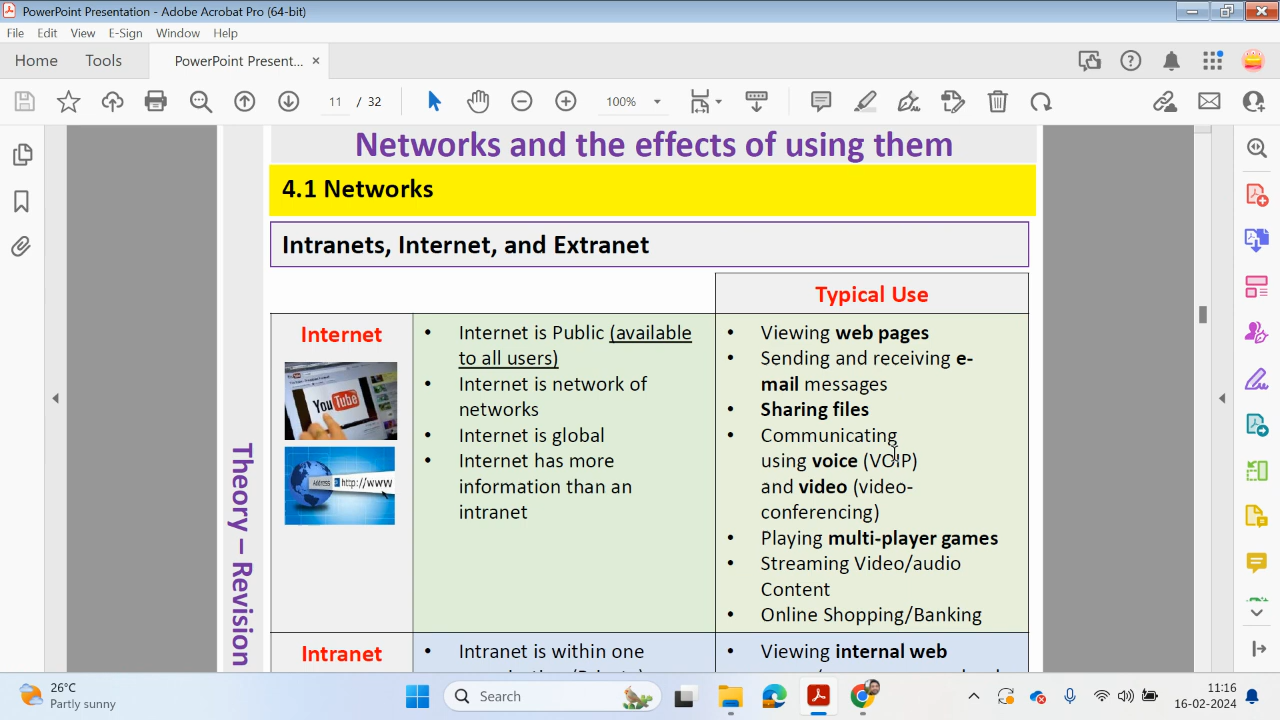 PowerPoint Presentation - Adobe Acrobat Pro (64-bit)
File Edit View E-Sign Window Help
Home Tools PowerPoint Present... ×
11 / 32 100%
Networks and the effects of using them
4.1 Networks
Intranets, Internet, and Extranet
Typical Use
Internet
YouTube
Address http://www
• Internet is Public (available
to all users)
• Internet is network of
networks
• Internet is global
• Internet has more
information than an
intranet
• Viewing web pages
• Sending and receiving e-
mail messages
• Sharing files
• Communicating
using voice (VOIP)
and video (video-
conferencing)
• Playing multi-player games
• Streaming Video/audio
Content
• Online Shopping/Banking
Intranet
• Intranet is within one
• Viewing internal web
Theory – Revision
26°C
Partly sunny
Search
11:16
16-02-2024